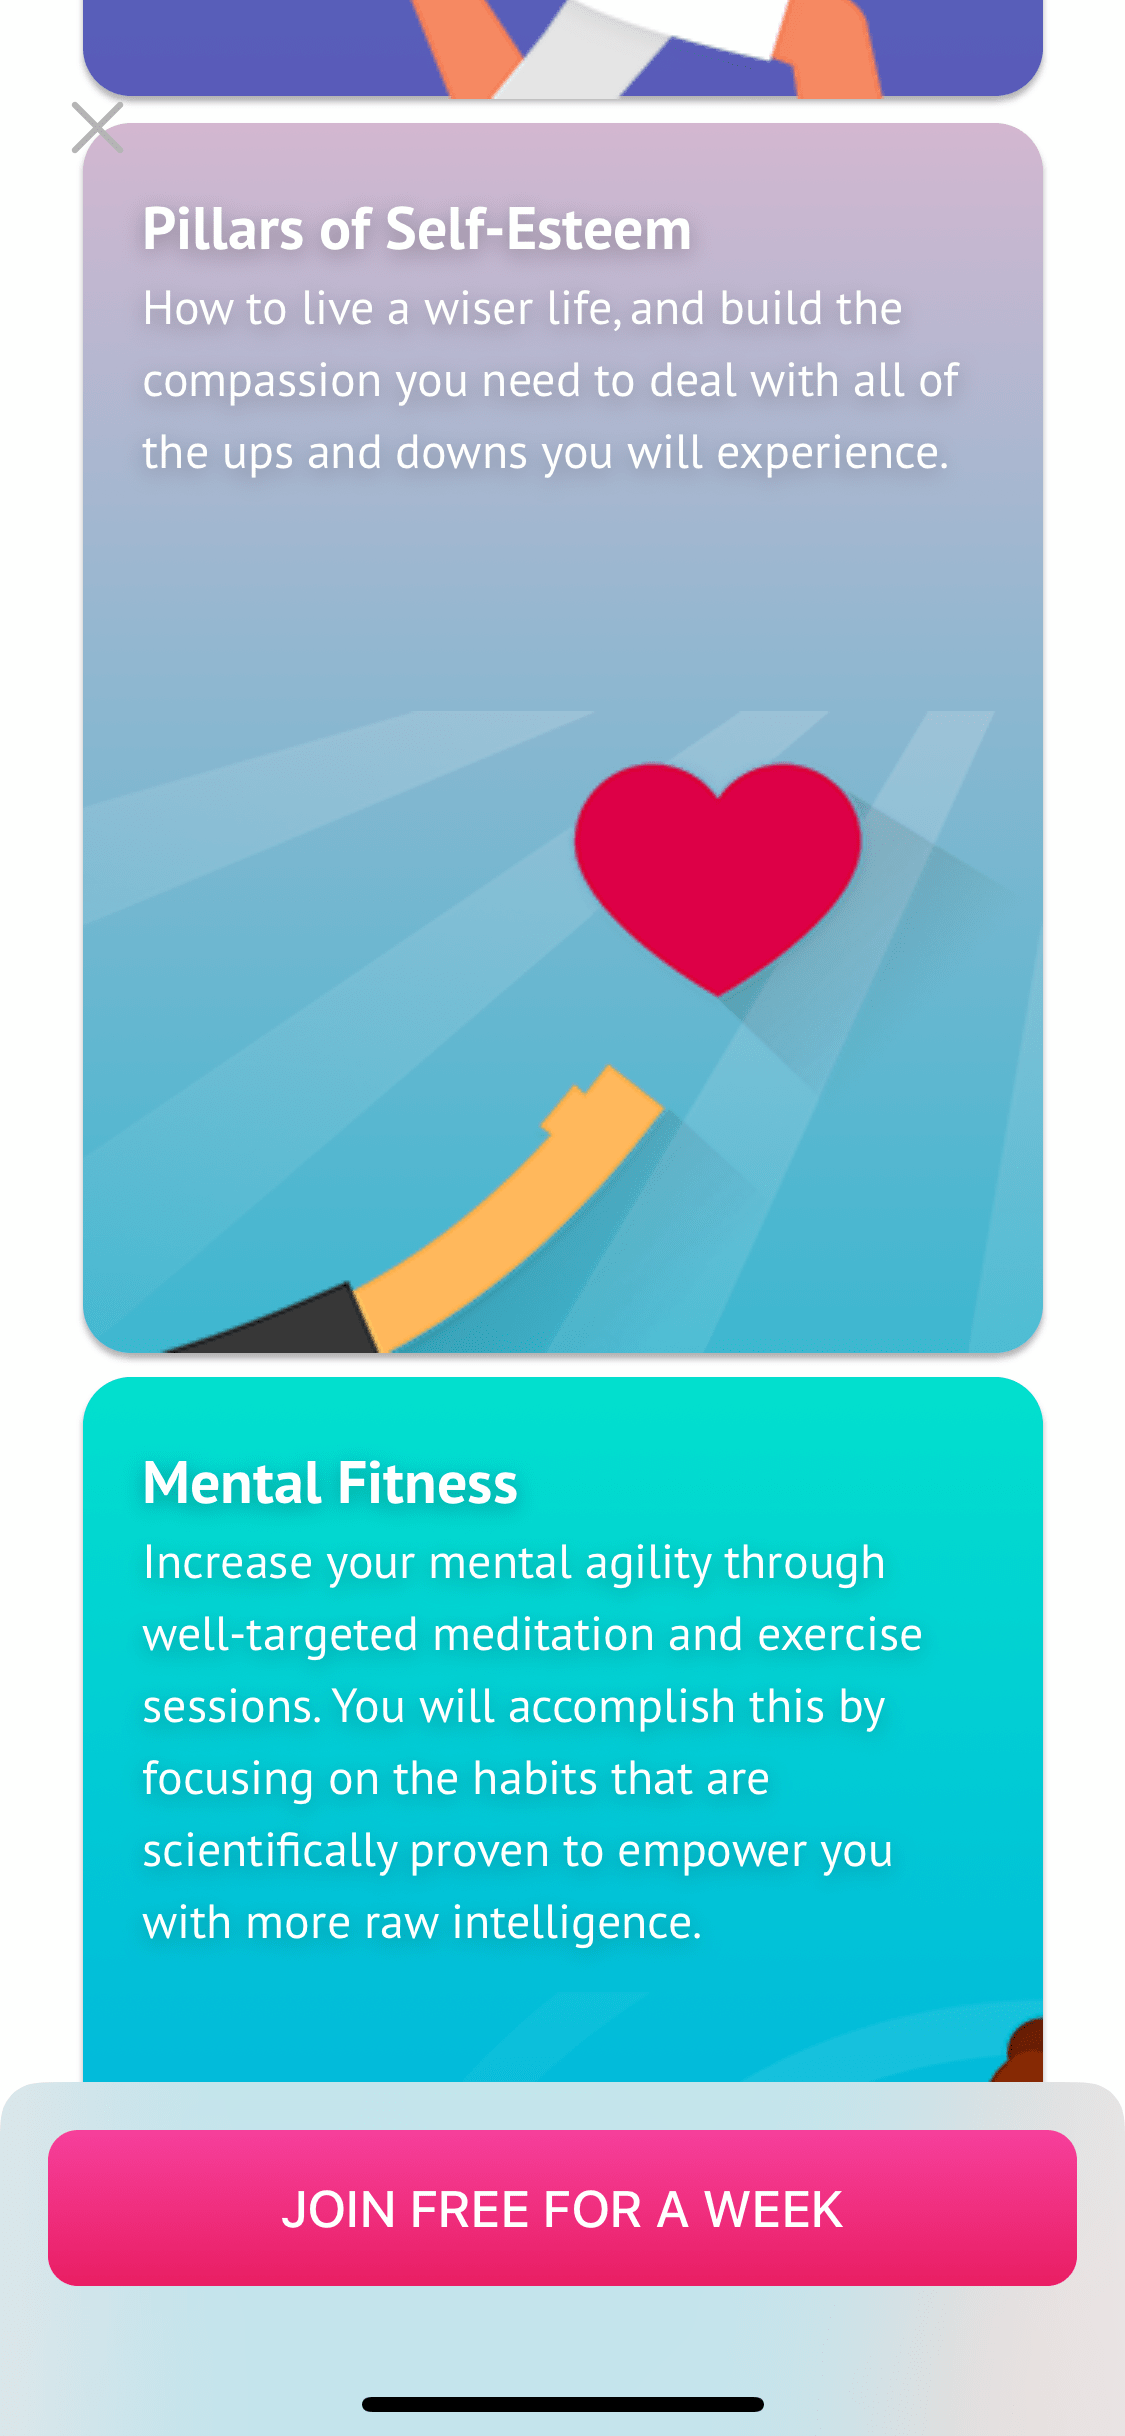 Pillars of Self-Esteem
How to live a wiser life, and build the
compassion you need to deal with all of
the ups and downs you will experience.
Mental Fitness
Increase your mental agility through
well-targeted meditation and exercise
sessions. You will accomplish this by
focusing on the habits that are
scientifically proven to empower you
with more raw intelligence.
JOIN FREE FOR A WEEK